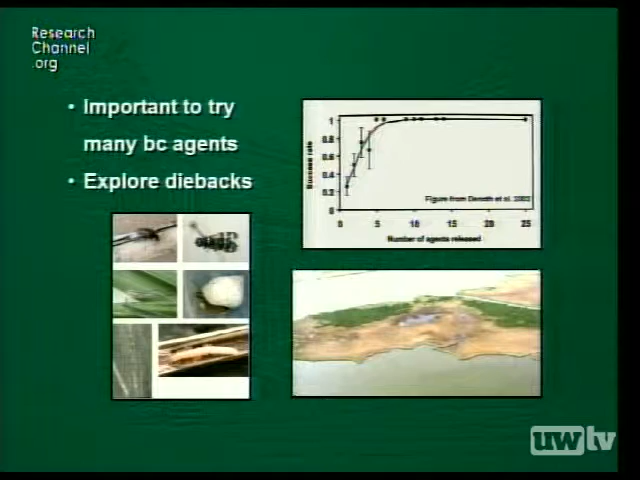 Research
Channel
.org
• Important to try
many bc agents
• Explore diebacks
Success rate
1
0.8
0.6
0.4
0.2
0
0 5 10 15 20 25
Figure from Denoth et al. 2002
Number of agents released
uwtv